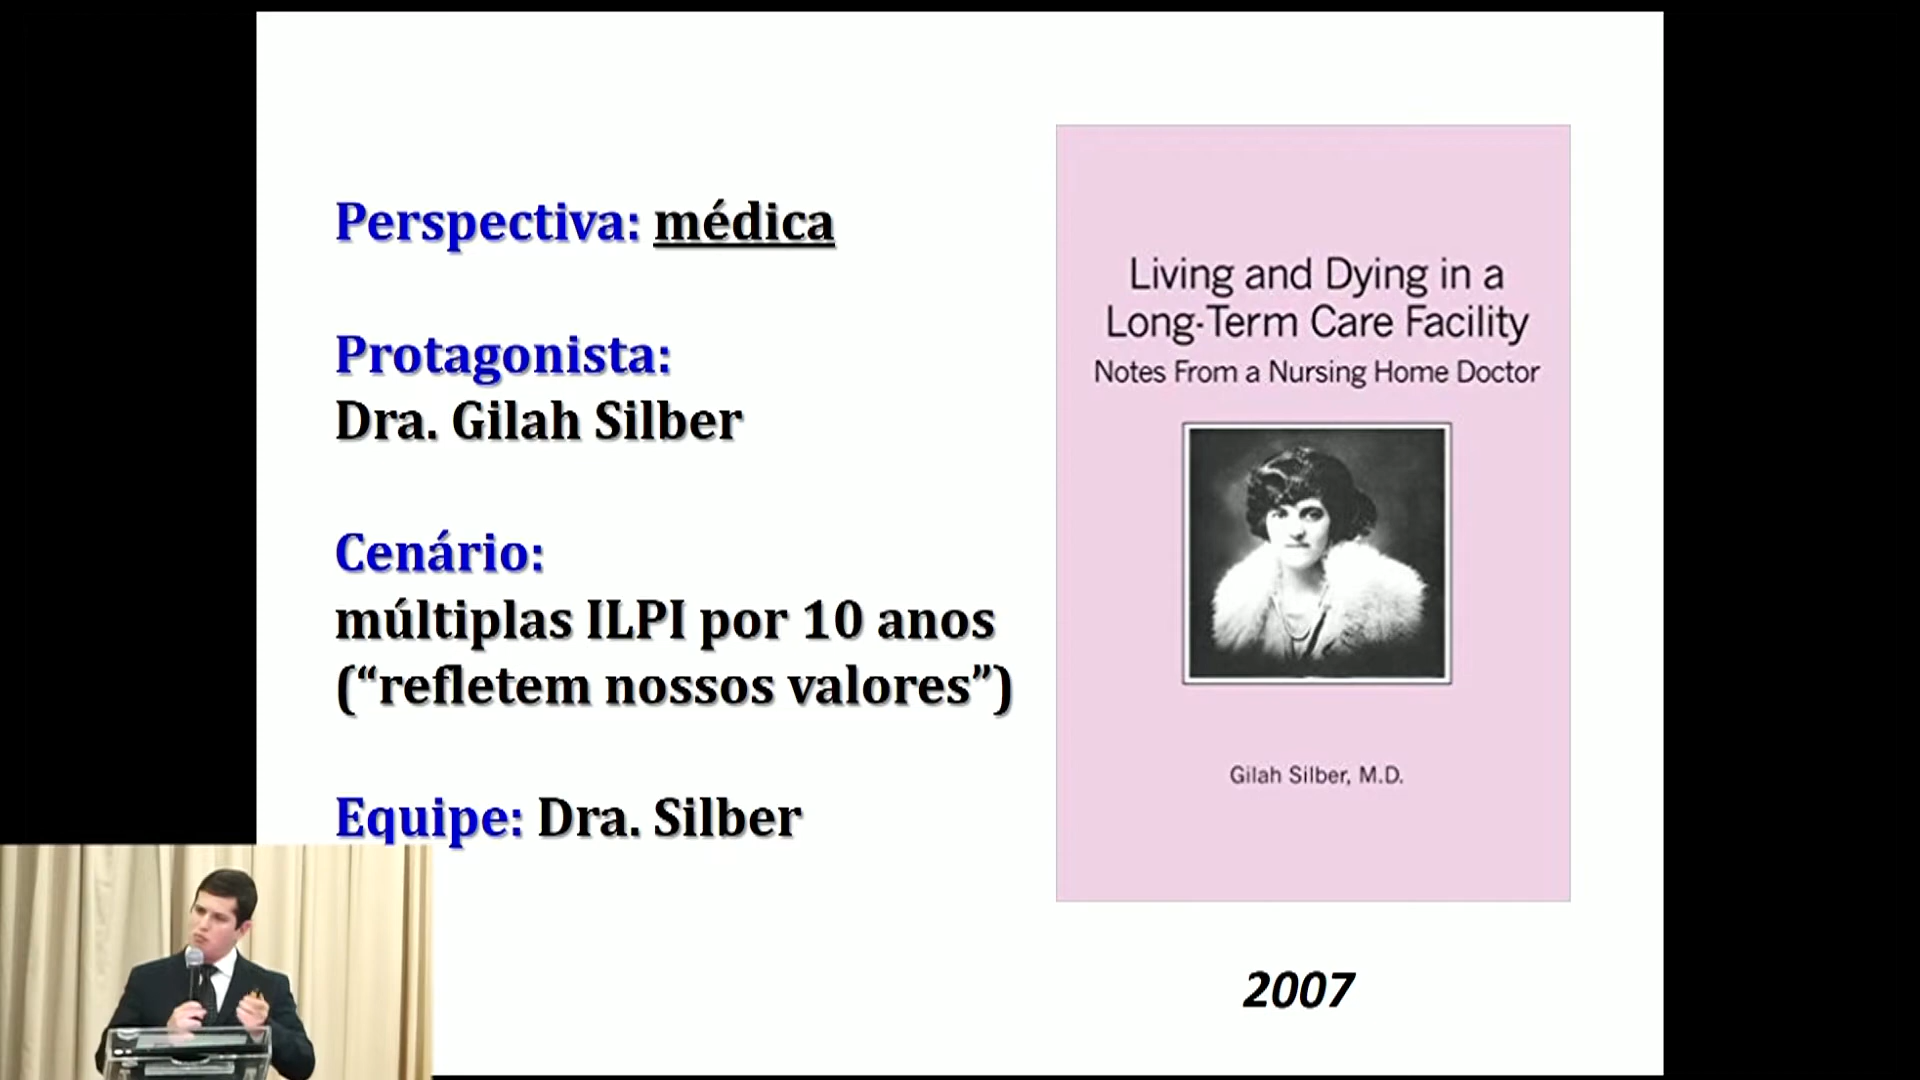 Perspectiva: médica
Protagonista:
Dra. Gilah Silber
Cenário:
múltiplas ILPI por 10 anos
(“refletem nossos valores”)
Equipe: Dra. Silber
Living and Dying in a
Long-Term Care Facility
Notes From a Nursing Home Doctor
Gilah Silber, M.D.
2007